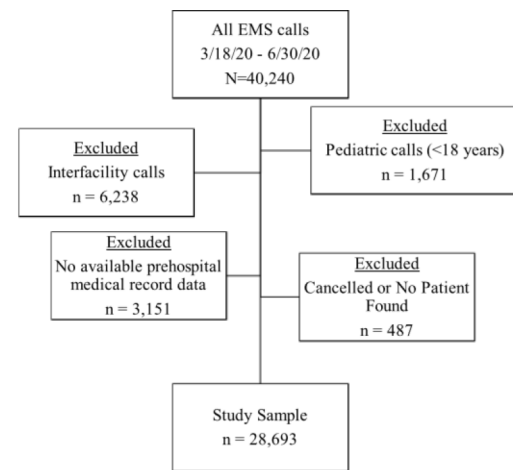 All EMS calls
3/18/20 - 6/30/20
N=40,240
Excluded
Pediatric calls (<18 years)
n = 1,671
Excluded
Interfacility calls
n = 6,238
Excluded
No available prehospital
medical record data
n = 3,151
Excluded
Cancelled or No Patient
Found
n = 487
Study Sample
n = 28,693